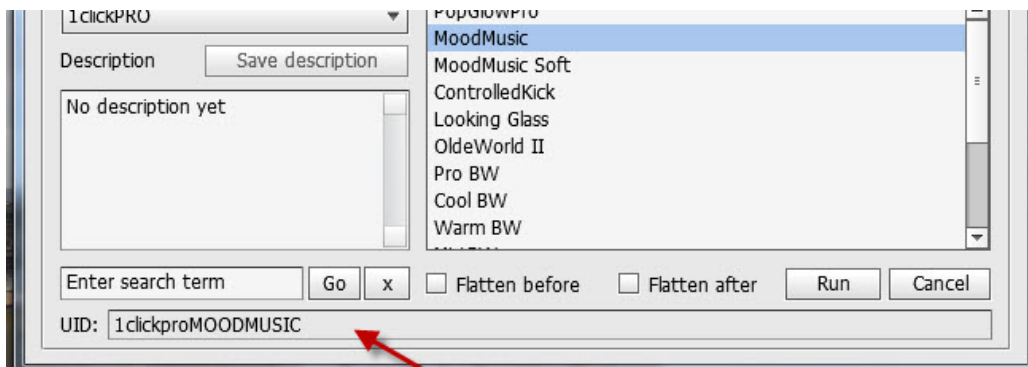 1clickPRO
Description
Save description
No description yet
PopGlowPro
MoodMusic
MoodMusic Soft
ControlledKick
Looking Glass
OldeWorld II
Pro BW
Cool BW
Warm BW
Enter search term
Go
x
Flatten before
Flatten after
Run
Cancel
UID: 1clickproMOODMUSIC